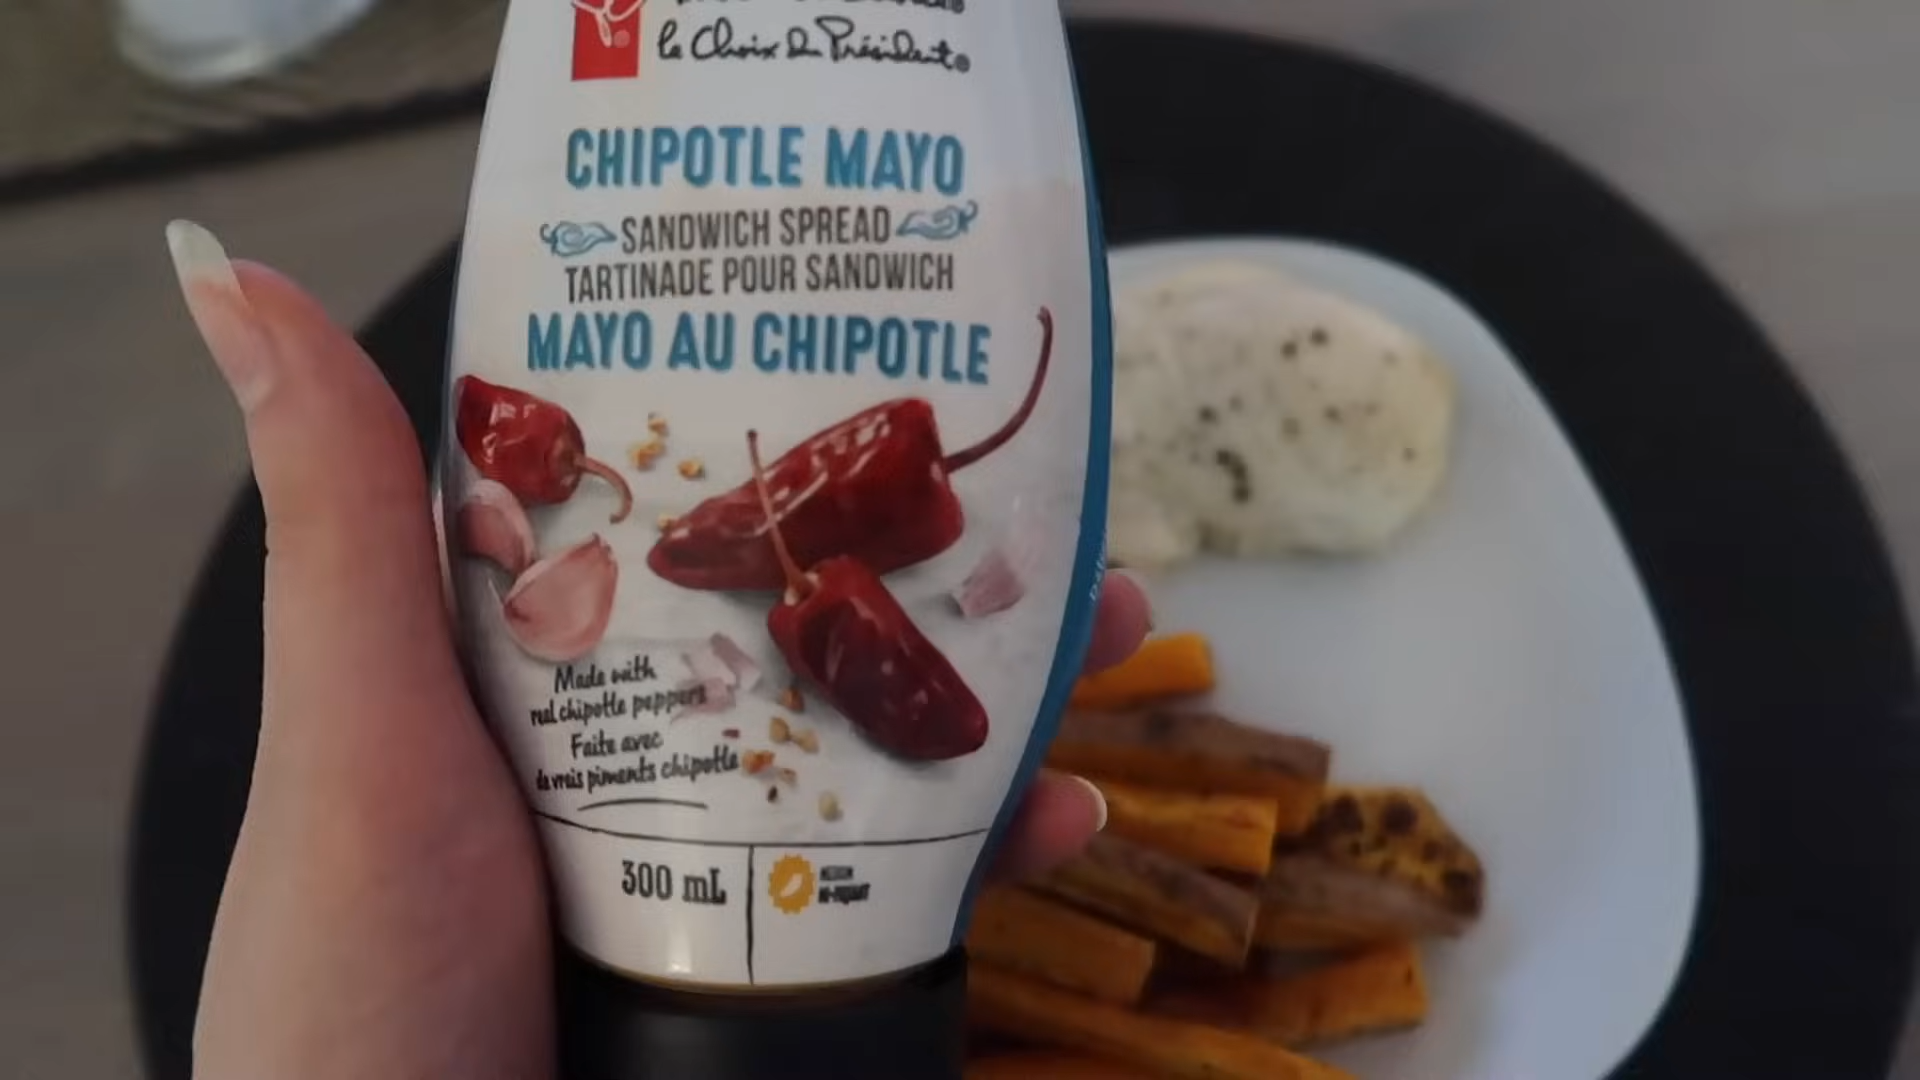 le Choix du Président®
CHIPOTLE MAYO
SANDWICH SPREAD
TARTINADE POUR SANDWICH
MAYO AU CHIPOTLE
Made with
real chipotle peppers
Faite avec
de vrais piments chipotle
300 mL